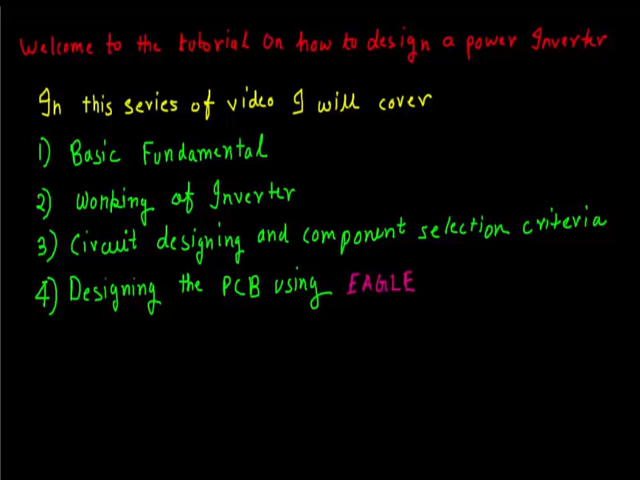 Welcome to the tutorial on how to design a power Inverter
In this series of video I will cover
1) Basic Fundamental
2) Working of Inverter
3) Circuit designing and component selection criteria
4) Designing the PCB using EAGLE